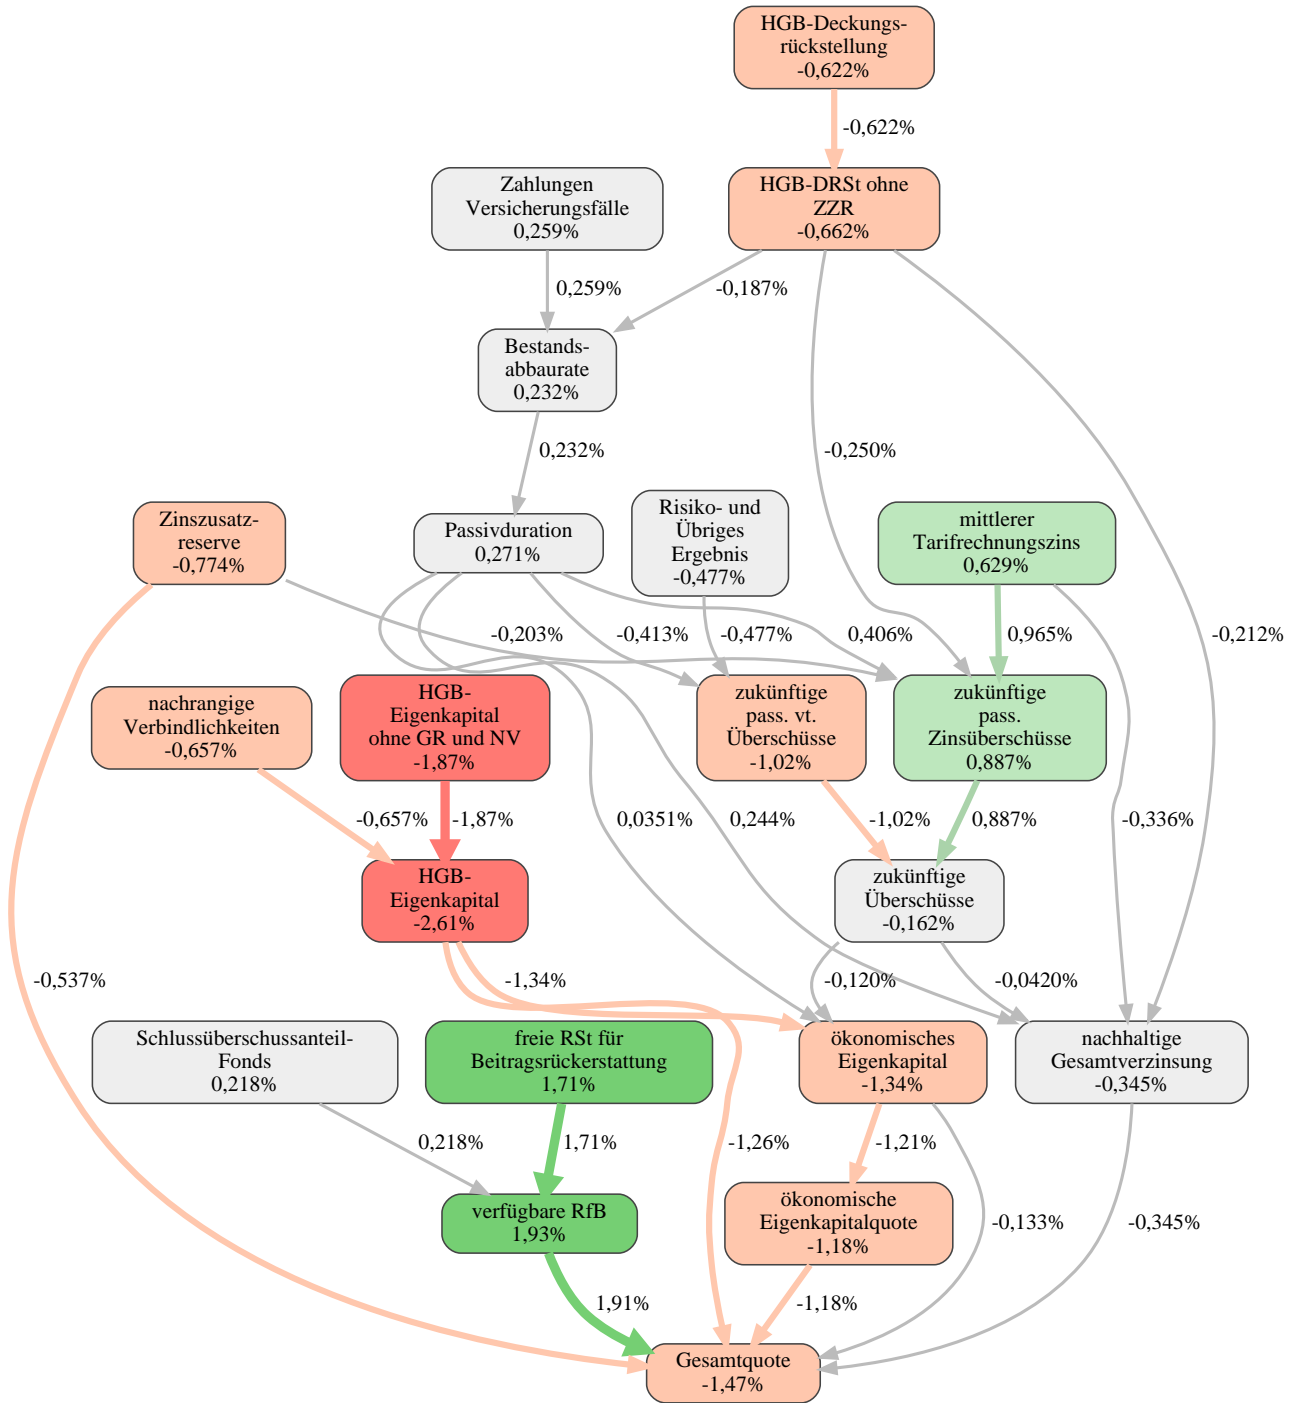 HGB-Deckungs-
rückstellung
-0,622%
-0,622%
Zahlungen
Versicherungsfälle
0,259%
HGB-DRSt ohne
ZZR
-0,662%
0,259%
-0,187%
Bestands-
abbaurate
0,232%
0,232%
-0,250%
Zinszusatz-
reserve
-0,774%
Passivduration
0,271%
Risiko- und
Übriges
Ergebnis
-0,477%
mittlerer
Tarifrechnungszins
0,629%
-0,203%
-0,413%
-0,477%
0,406%
0,965%
-0,212%
nachrangige
Verbindlichkeiten
-0,657%
HGB-
Eigenkapital
ohne GR und NV
-1,87%
zukünftige
pass. vt.
Überschüsse
-1,02%
zukünftige
pass.
Zinsüberschüsse
0,887%
-0,657%
-1,87%
0,0351%
0,244%
-1,02%
0,887%
-0,336%
HGB-
Eigenkapital
-2,61%
zukünftige
Überschüsse
-0,162%
-0,537%
-1,34%
-0,120%
-0,0420%
Schlussüberschussanteil-
Fonds
0,218%
freie RSt für
Beitragsrückerstattung
1,71%
ökonomisches
Eigenkapital
-1,34%
nachhaltige
Gesamtverzinsung
-0,345%
0,218%
1,71%
-1,26%
-1,21%
verfügbare RfB
1,93%
ökonomische
Eigenkapitalquote
-1,18%
-0,133%
-0,345%
1,91%
-1,18%
Gesamtquote
-1,47%